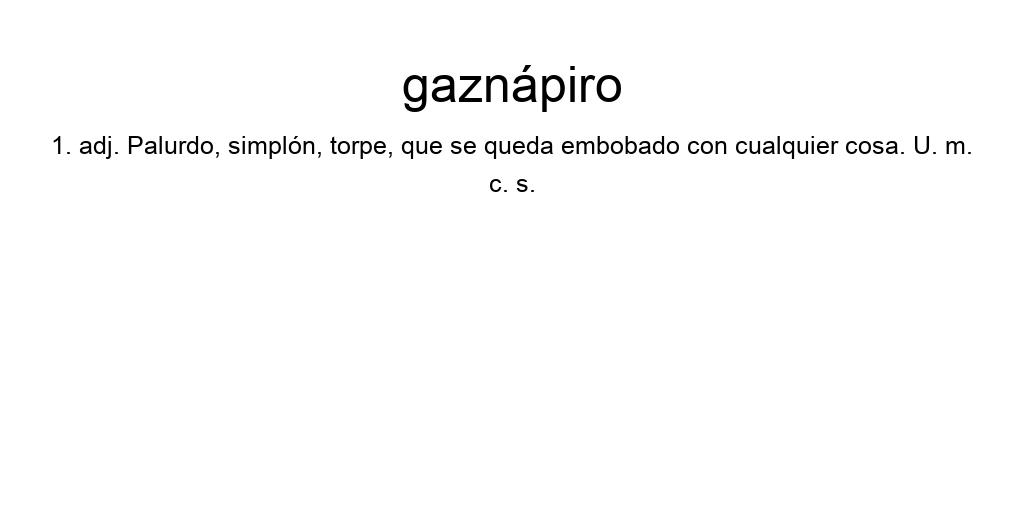 gaznápiro
1. adj. Palurdo, simplón, torpe, que se queda embobado con cualquier cosa. U. m.
c. s.